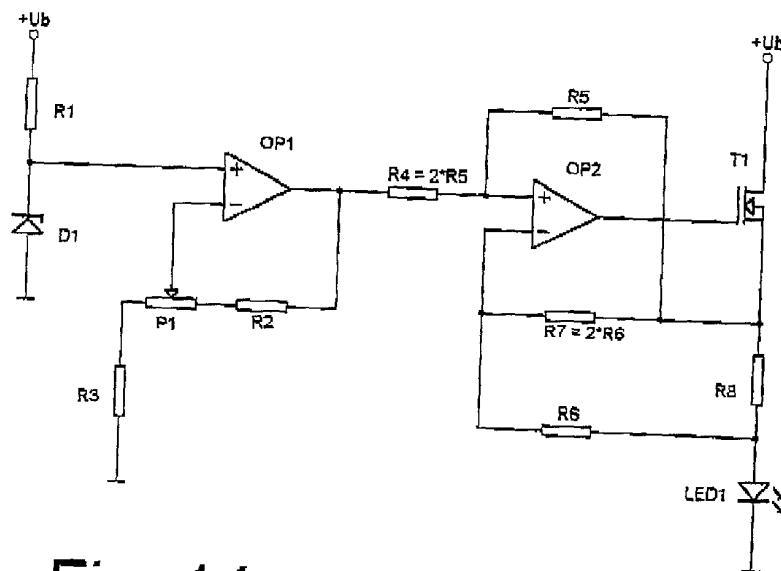 +Ub
R1
D1
OP1
P1
R2
R3
R4 = 2*R5
R5
OP2
R7 = 2*R6
R6
+Ub
T1
R8
LED1